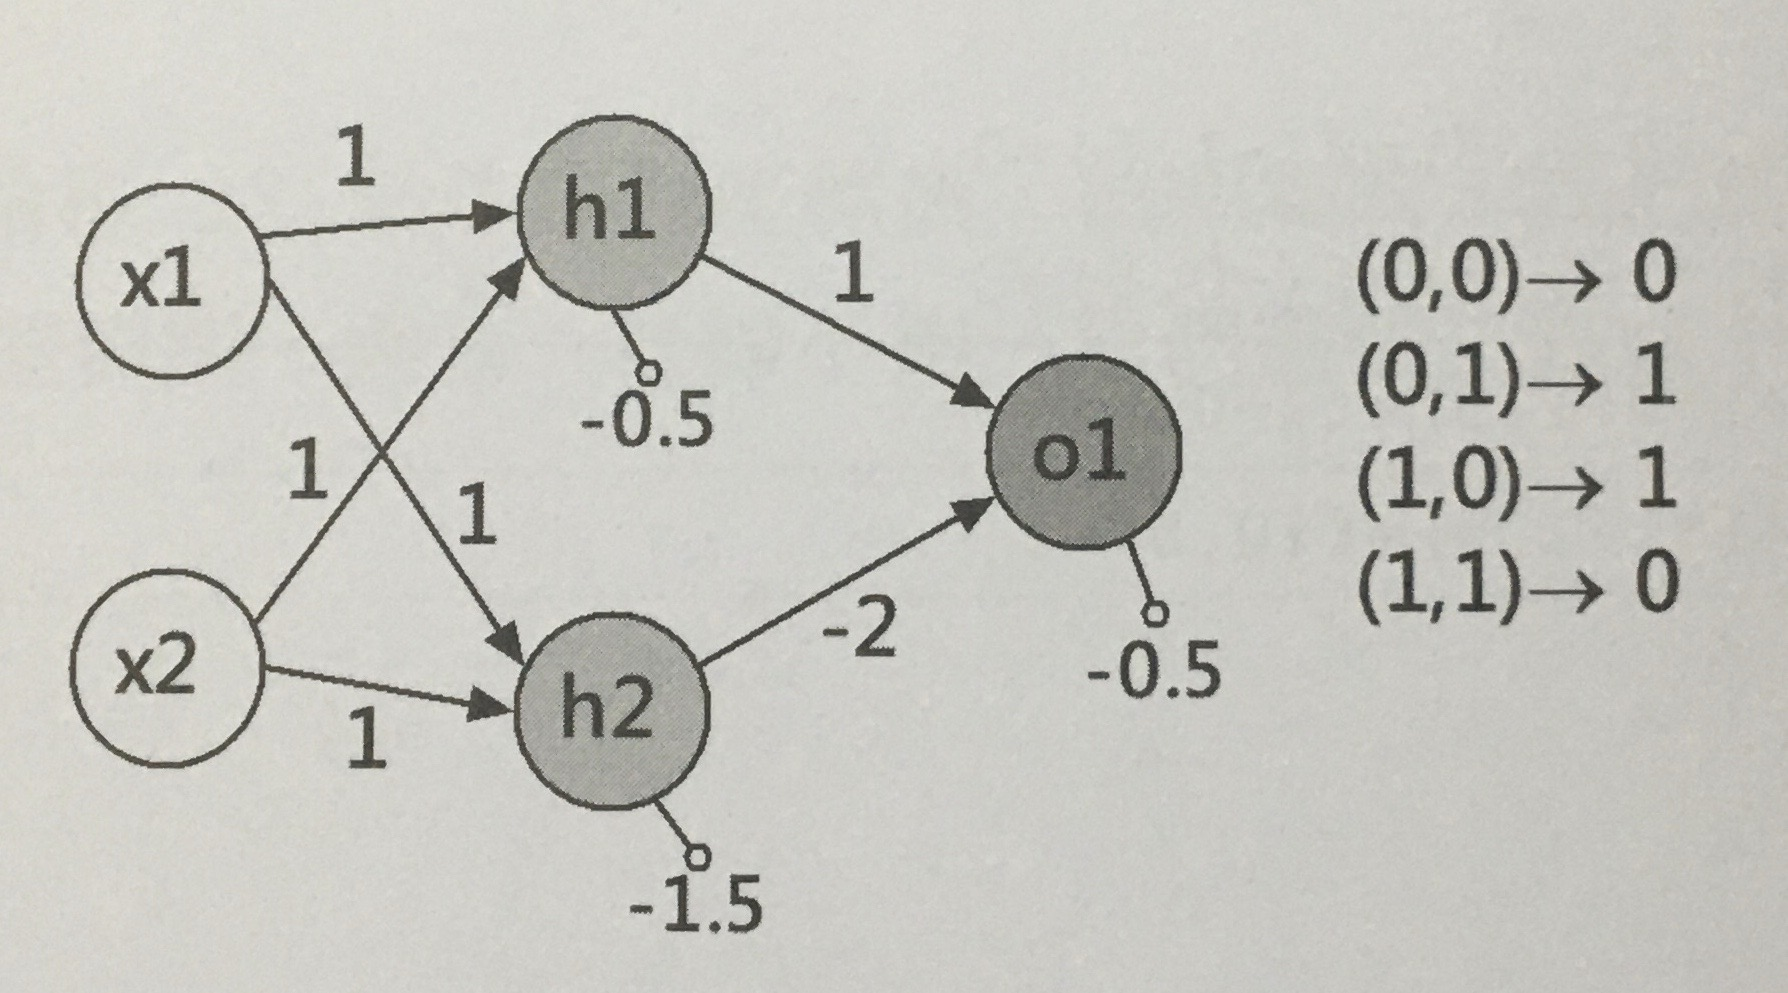 1
h1
x1
1
-0.5
1
1
o1
x2
1
h2
-2
-0.5
-1.5
(0,0)→ 0
(0,1)→ 1
(1,0)→ 1
(1,1)→ 0